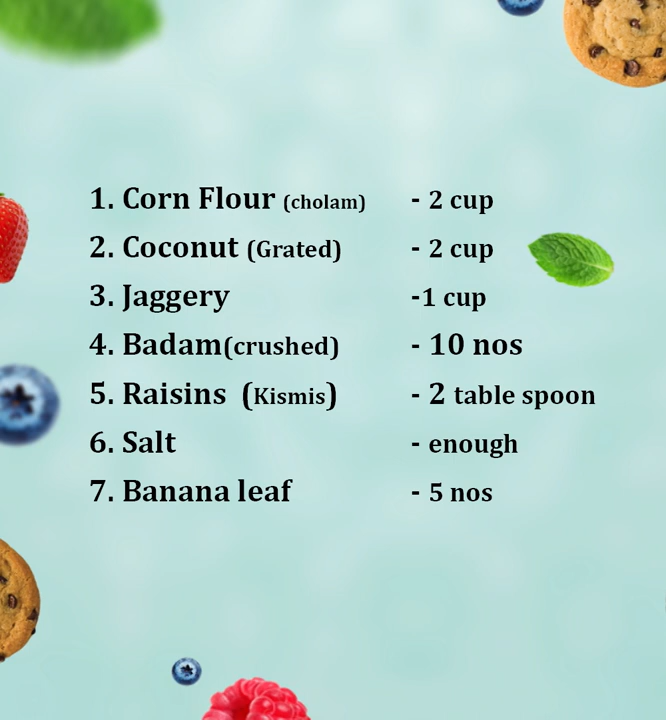 1. Corn Flour (cholam) - 2 cup
2. Coconut (Grated) - 2 cup
3. Jaggery -1 cup
4. Badam(crushed) - 10 nos
5. Raisins (Kismis) - 2 table spoon
6. Salt - enough
7. Banana leaf - 5 nos